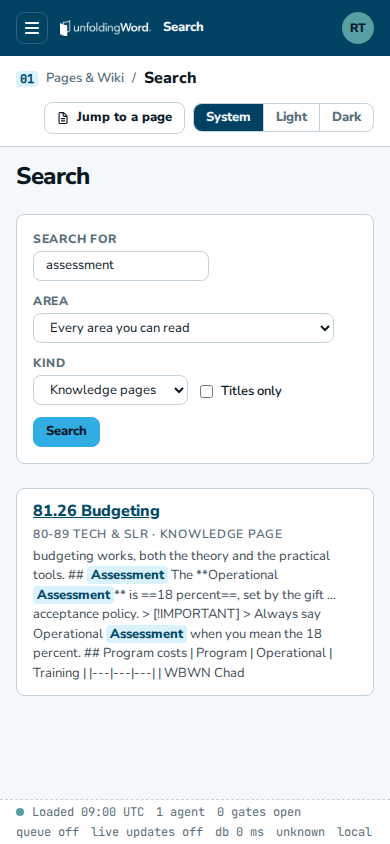 unfoldingWord. Search RT
01 Pages & Wiki / Search
Jump to a page System Light Dark
Search
SEARCH FOR
assessment
AREA
Every area you can read
KIND
Knowledge pages Titles only
Search
81.26 Budgeting
80-89 TECH & SLR · KNOWLEDGE PAGE
budgeting works, both the theory and the practical
tools. ## Assessment The **Operational
Assessment ** is ==18 percent==, set by the gift ...
acceptance policy. > [!IMPORTANT] > Always say
Operational Assessment when you mean the 18
percent. ## Program costs | Program | Operational |
Training | |---|---|---| | WBWN Chad
Loaded 09:00 UTC 1 agent 0 gates open
queue off live updates off db 0 ms unknown local